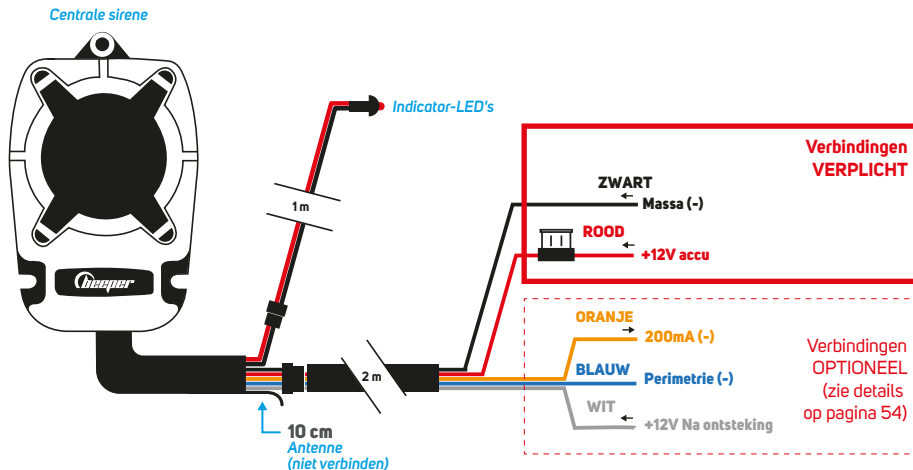 Centrale sirene
beeper
Indicator-LED's
1 m
2 m
10 cm
Antenne
(niet verbinden)
Verbindingen
VERPLICHT
ZWART
Massa (-)
ROOD
+12V accu
ORANJE
200mA (-)
BLAUW
Perimetrie (-)
WIT
+12V Na ontsteking
Verbindingen
OPTIONEEL
(zie details
op pagina 54)